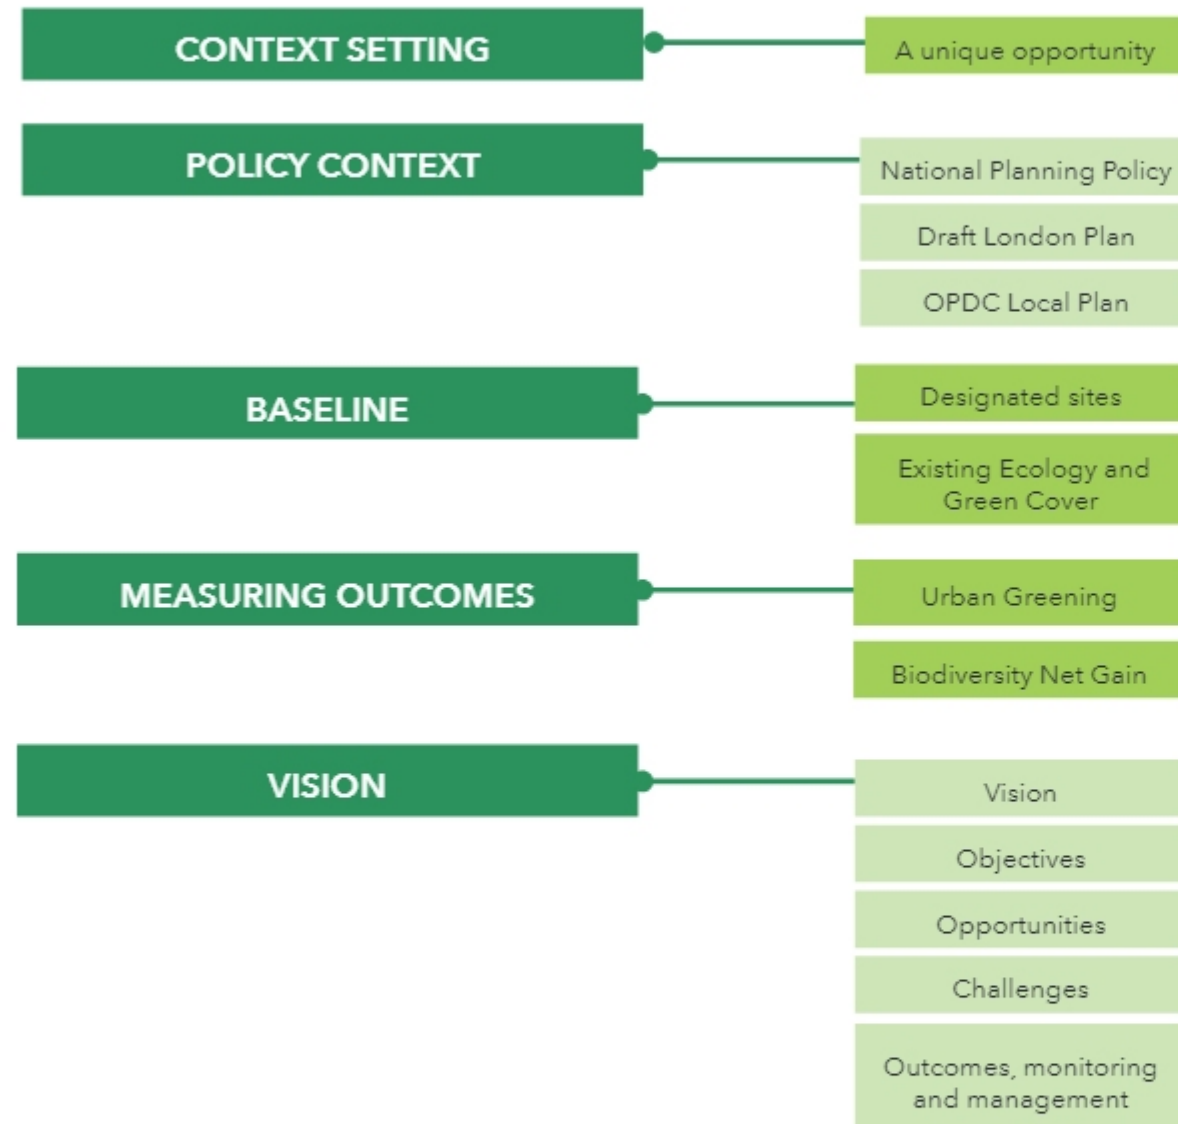 CONTEXT SETTING
A unique opportunity
POLICY CONTEXT
National Planning Policy
Draft London Plan
OPDC Local Plan
BASELINE
Designated sites
Existing Ecology and
Green Cover
MEASURING OUTCOMES
Urban Greening
Biodiversity Net Gain
VISION
Vision
Objectives
Opportunities
Challenges
Outcomes, monitoring
and management